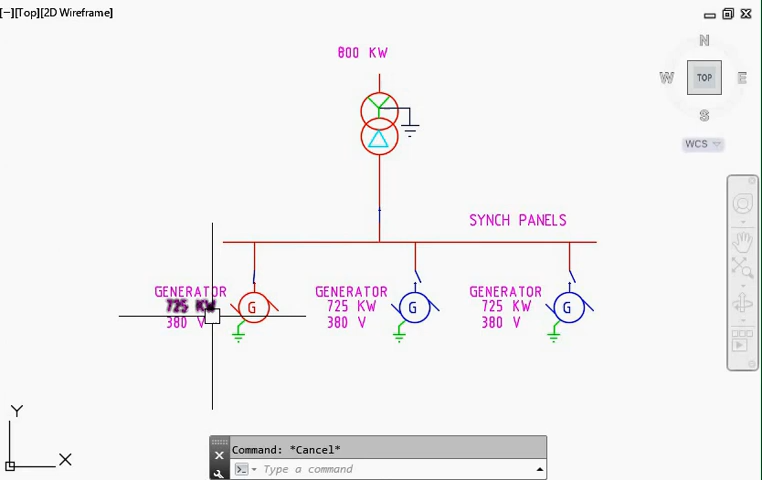 [−][Top][2D Wireframe]
800 KW
N
W
TOP
E
S
WCS
SYNCH PANELS
GENERATOR
725 KW
380 V
G
GENERATOR
725 KW
380 V
G
GENERATOR
725 KW
380 V
G
Y
X
Command: *Cancel*
Type a command